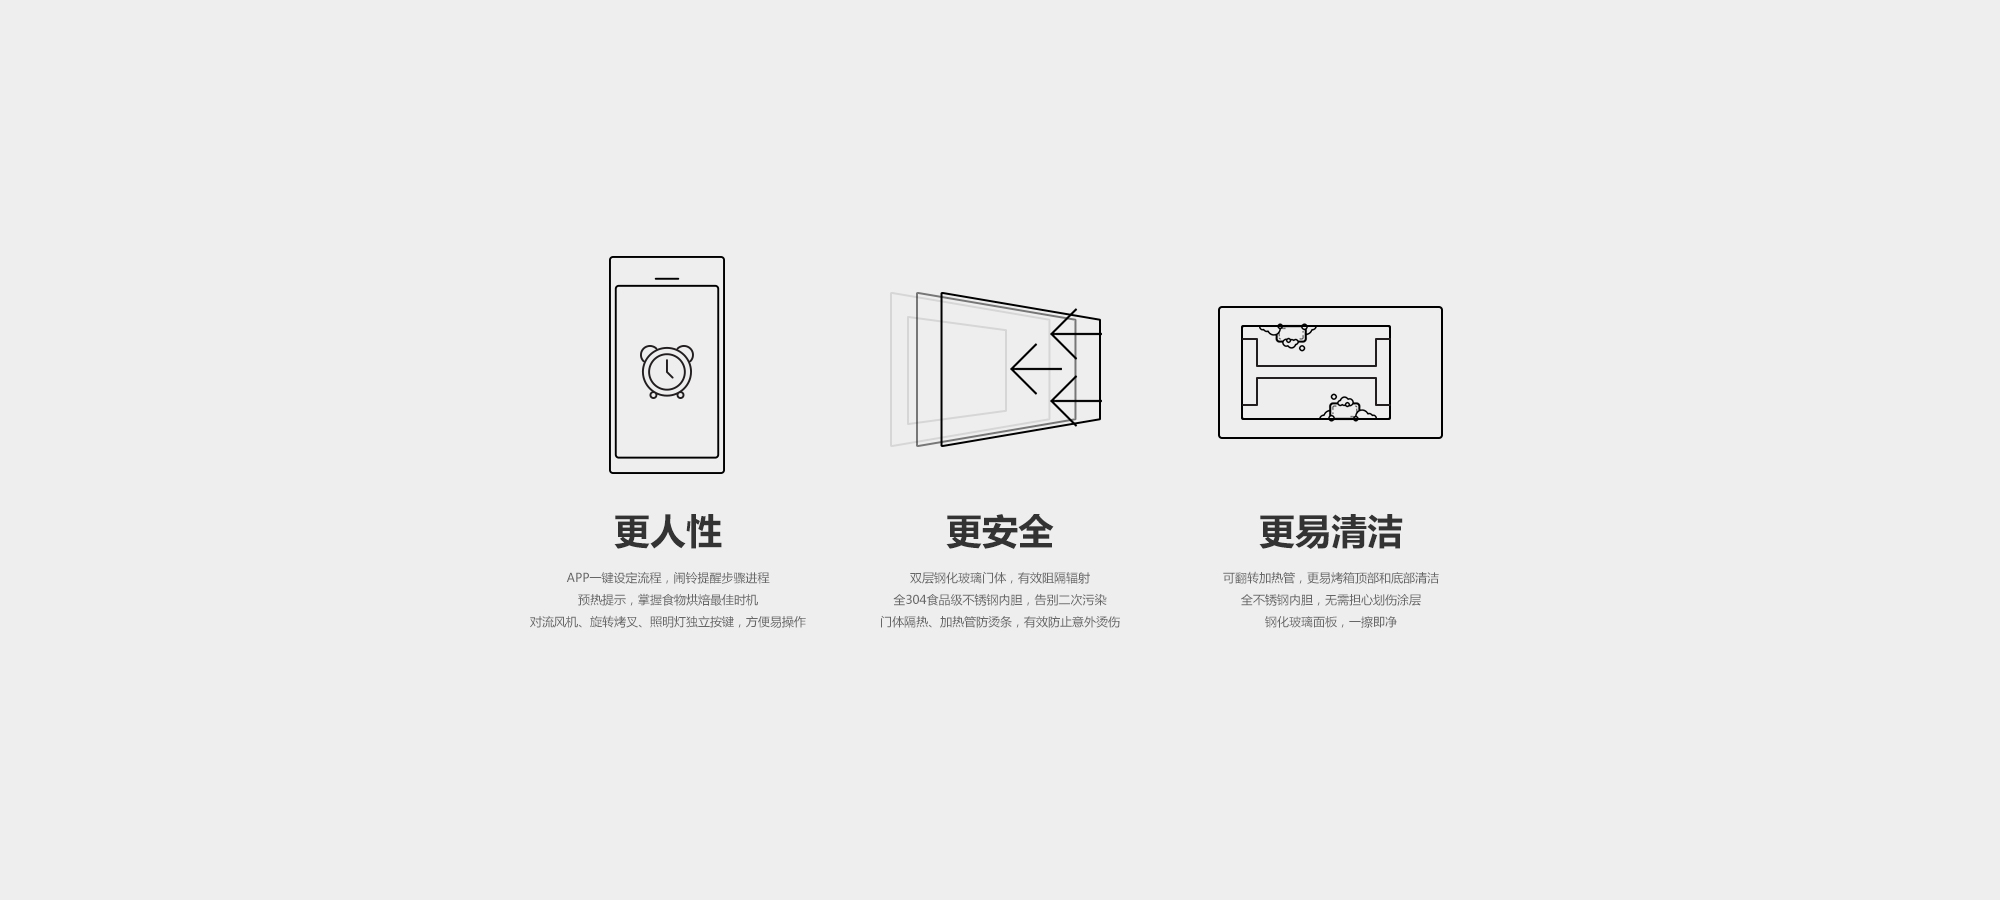 更人性
APP一键设定流程，闹铃提醒步骤进程
预热提示，掌握食物烘焙最佳时机
对流风机、旋转烤叉、照明灯独立按键，方便易操作
更安全
双层钢化玻璃门体，有效阻隔辐射
全304食品级不锈钢内胆，告别二次污染
门体隔热、加热管防烫条，有效防止意外烫伤
更易清洁
可翻转加热管，更易烤箱顶部和底部清洁
全不锈钢内胆，无需担心划伤涂层
钢化玻璃面板，一擦即净